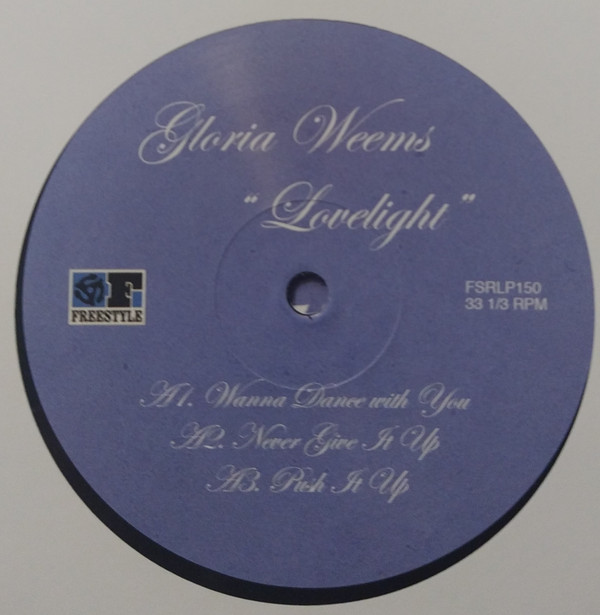 Gloria Weems
"Lovelight"
F
FREESTYLE
FSRLP150
33 1/3 RPM
A1. Wanna Dance with You
A2. Never Give It Up
A3. Push It Up